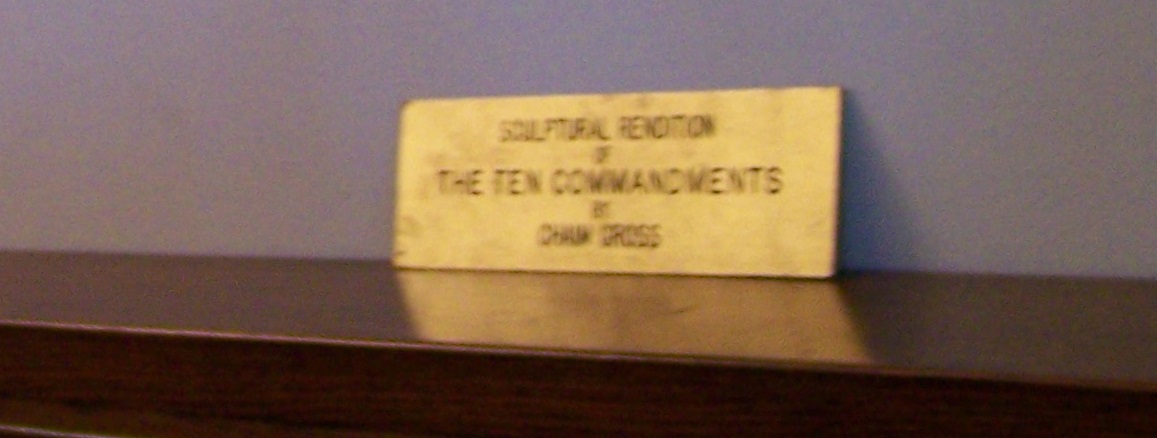 SCULPTURAL RENDITION
OF
THE TEN COMMANDMENTS
BY
CHAIM GROSS